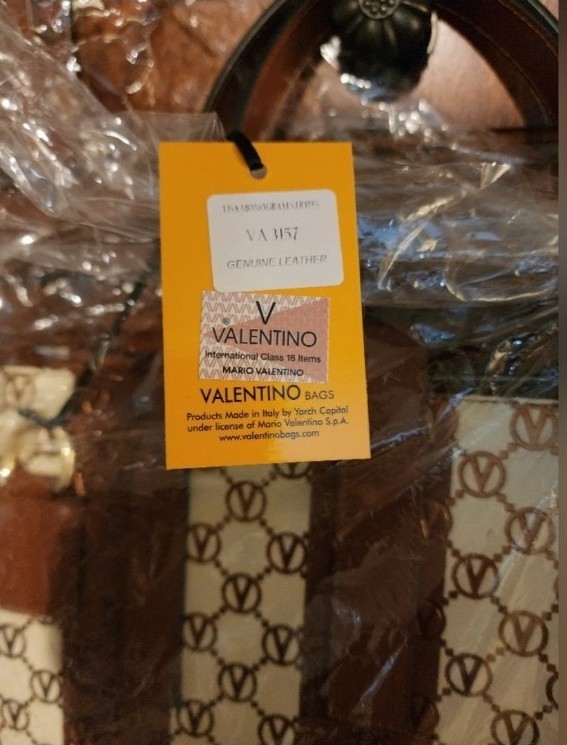 VA 3157
GENUINE LEATHER
V
® VALENTINO
International Class 18 Items
MARIO VALENTINO
VALENTINO BAGS
Products Made in Italy by Yarch Capital
under license of Mario Valentino S.p.A.
www.valentinobags.com